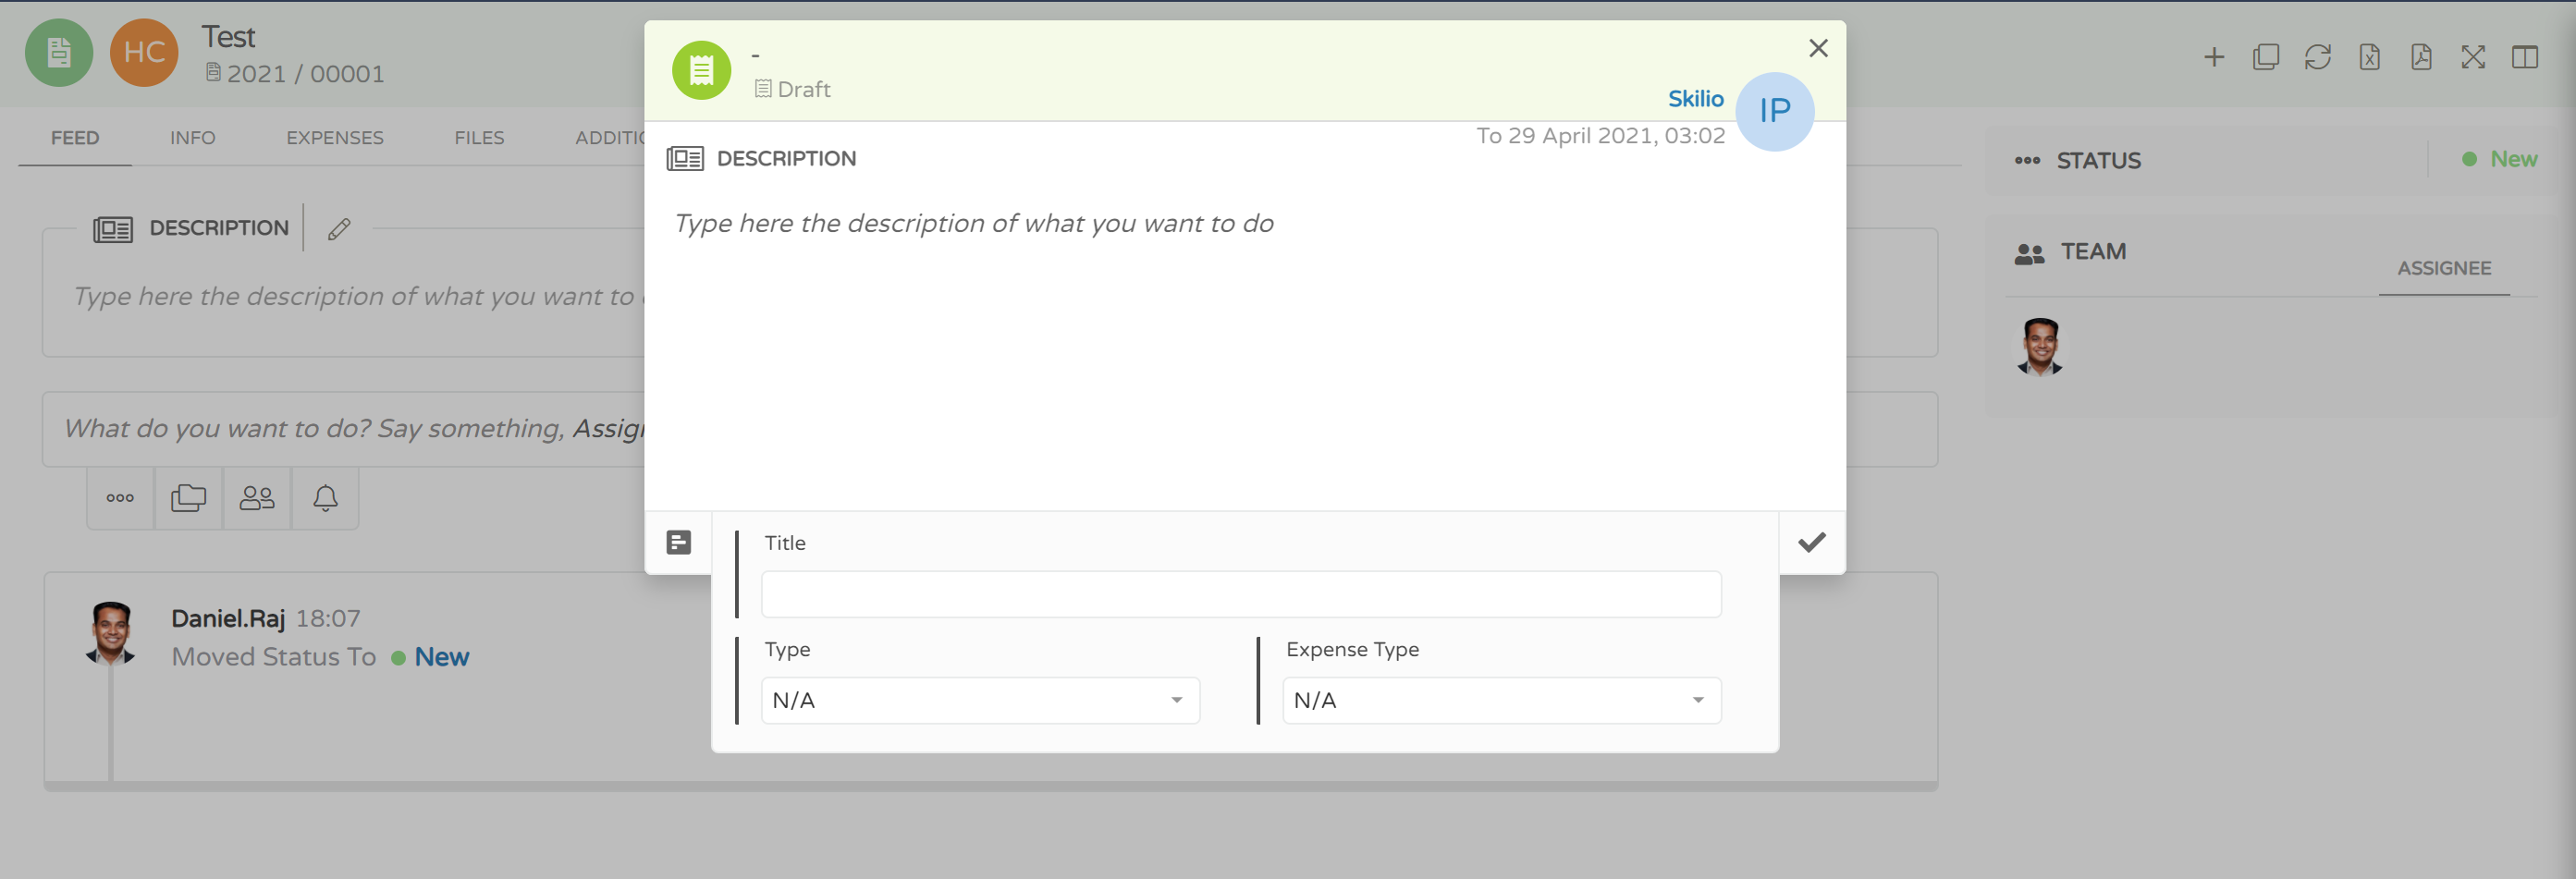 HC
Test
2021 / 00001
FEED
INFO
EXPENSES
FILES
DESCRIPTION
Type here the description of what you want to
What do you want to do? Say something,
Daniel.Raj 18:07
Moved Status To New
-
Draft
Skilio
IP
To 29 April 2021, 03:02
DESCRIPTION
Type here the description of what you want to do
Title
Type
Expense Type
N/A
N/A
STATUS
New
TEAM
ASSIGNEE